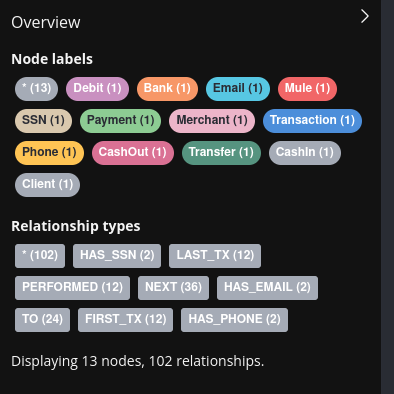 Overview
Node labels
* (13) Debit (1) Bank (1) Email (1) Mule (1)
SSN (1) Payment (1) Merchant (1) Transaction (1)
Phone (1) CashOut (1) Transfer (1) CashIn (1)
Client (1)
Relationship types
* (102) HAS_SSN (2) LAST_TX (12)
PERFORMED (12) NEXT (36) HAS_EMAIL (2)
TO (24) FIRST_TX (12) HAS_PHONE (2)
Displaying 13 nodes, 102 relationships.